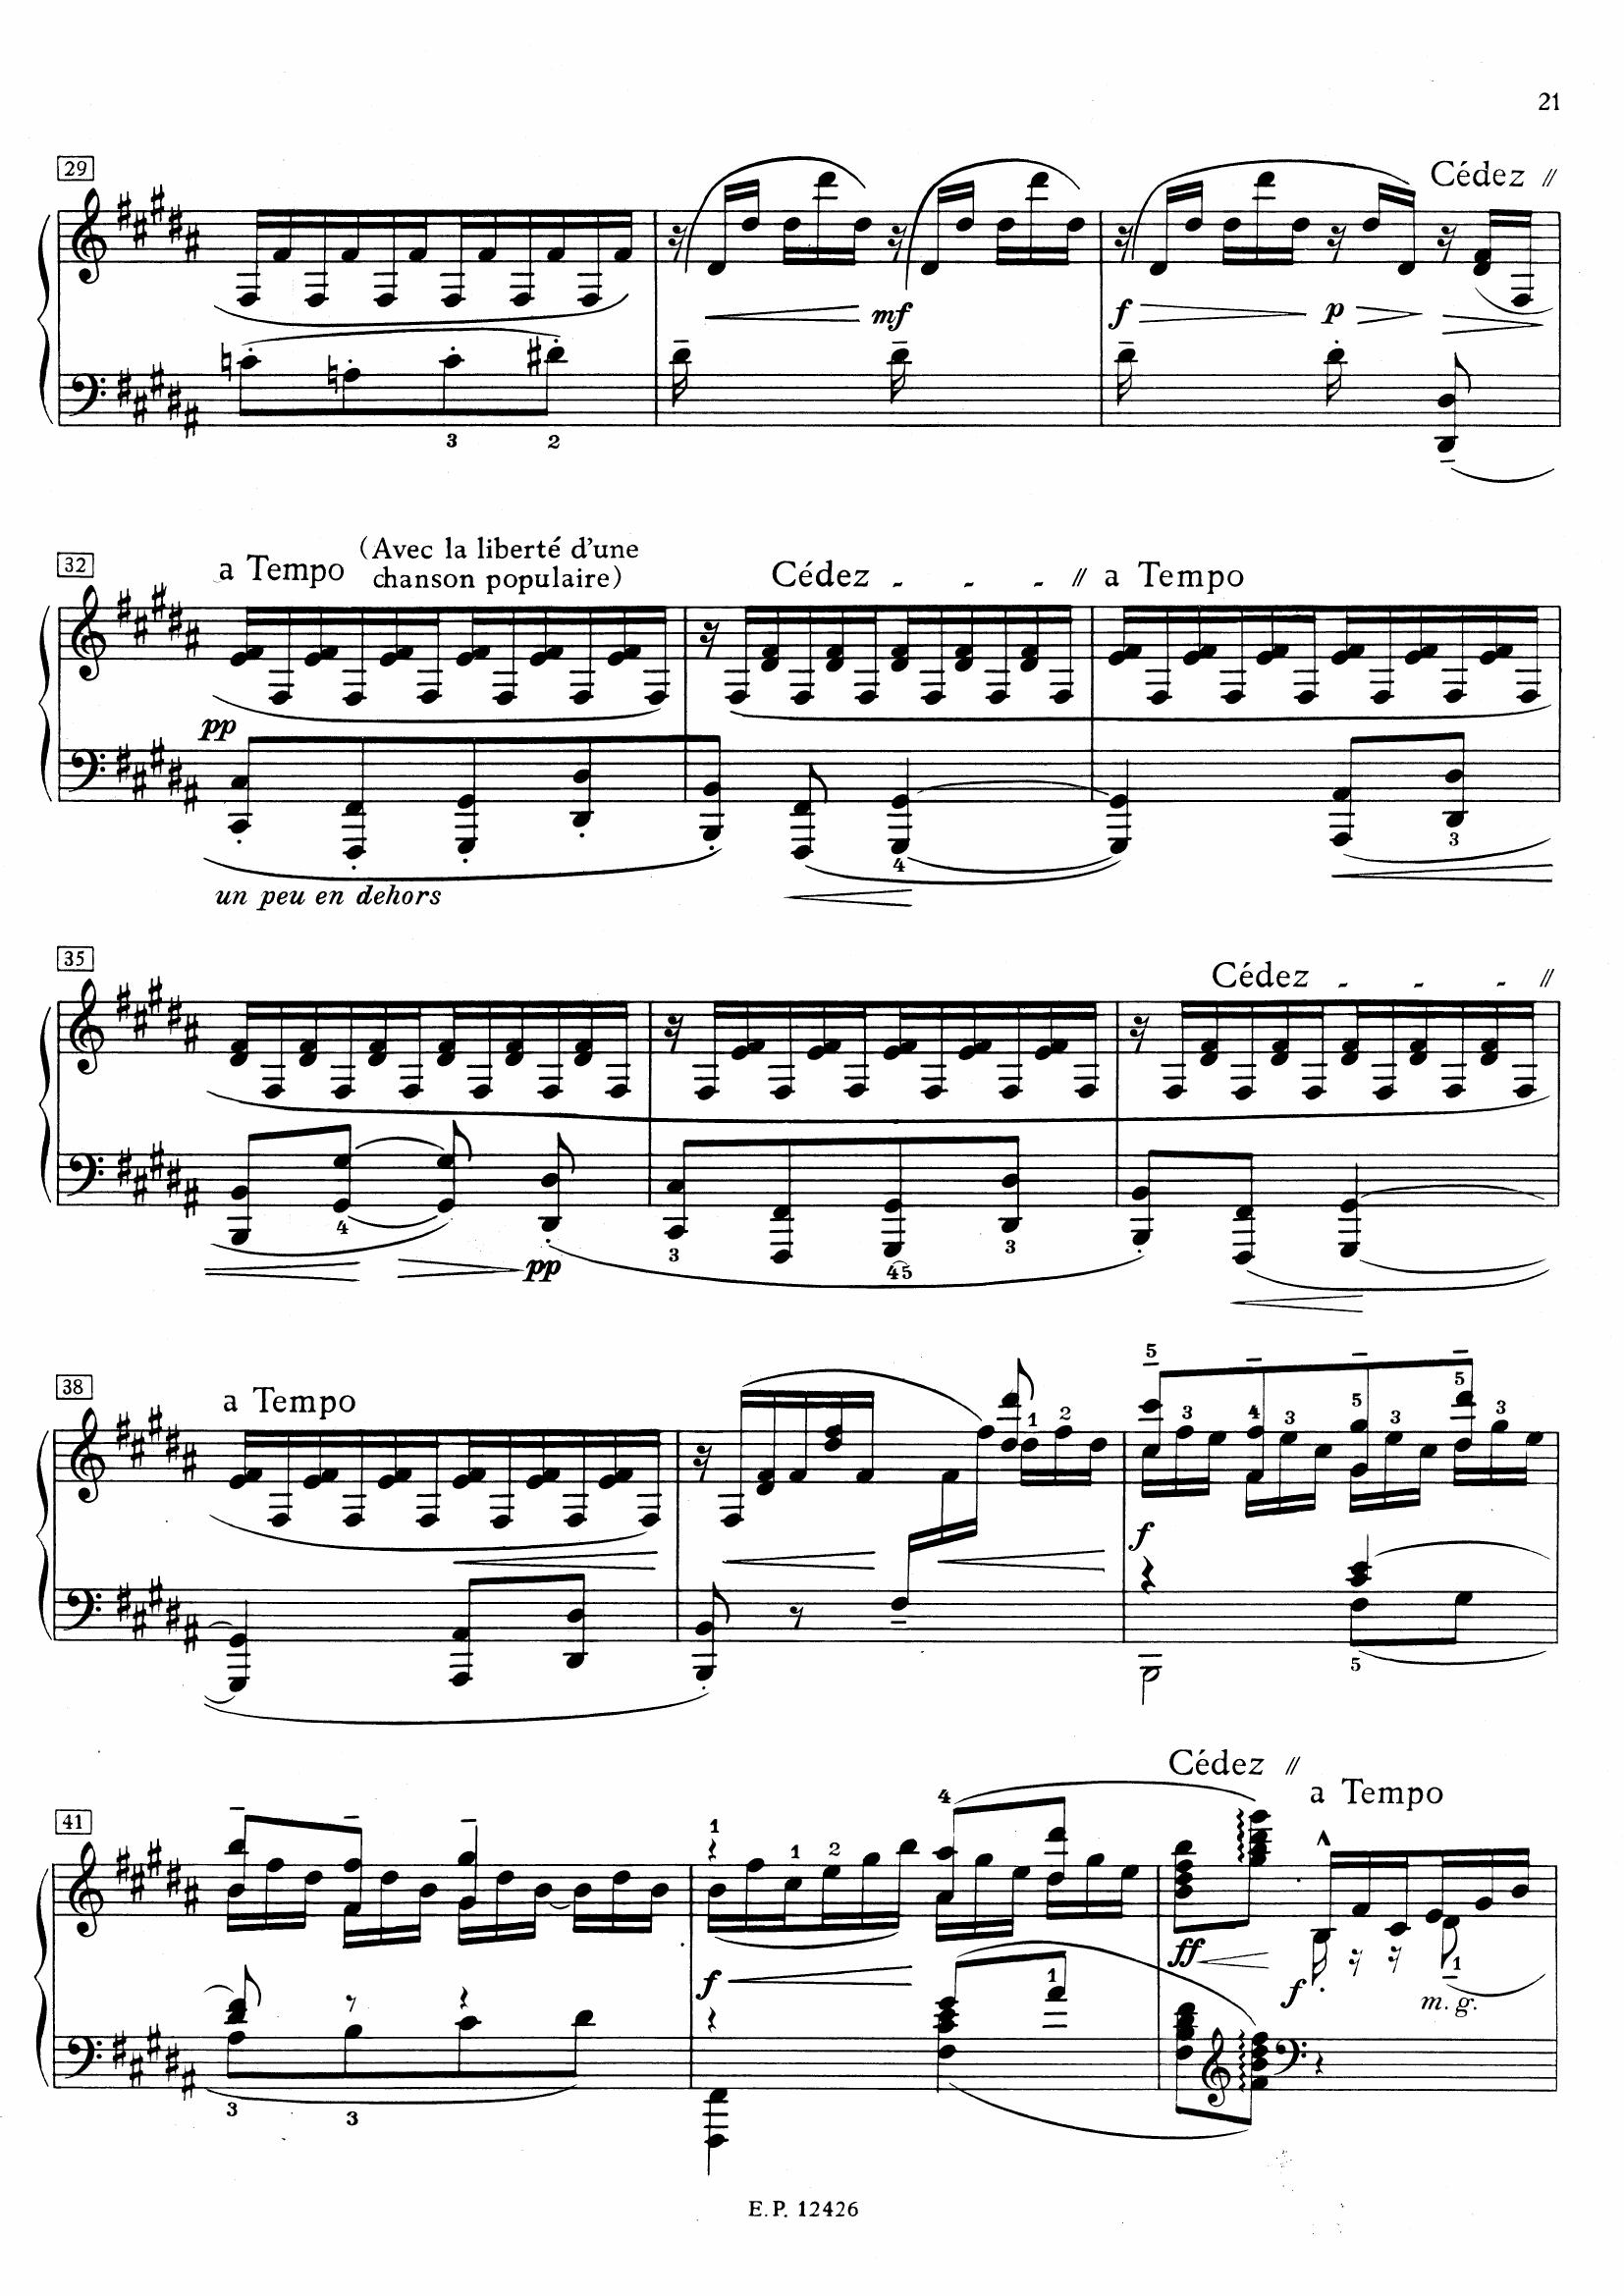 21
29
Cédez //
mf
f
p
3 2
32
a Tempo (Avec la liberté d'une
chanson populaire)
Cédez - - - // a Tempo
pp
4
3
un peu en dehors
35
Cédez - - - //
4
pp
3
45
3
38
a Tempo
5
5
1 2 3 4 3 5 3 3
f
5
41
Cédez //
a Tempo
1 4
1 2
f
1
ff
f
1
m. g.
3 3
E. P. 12426